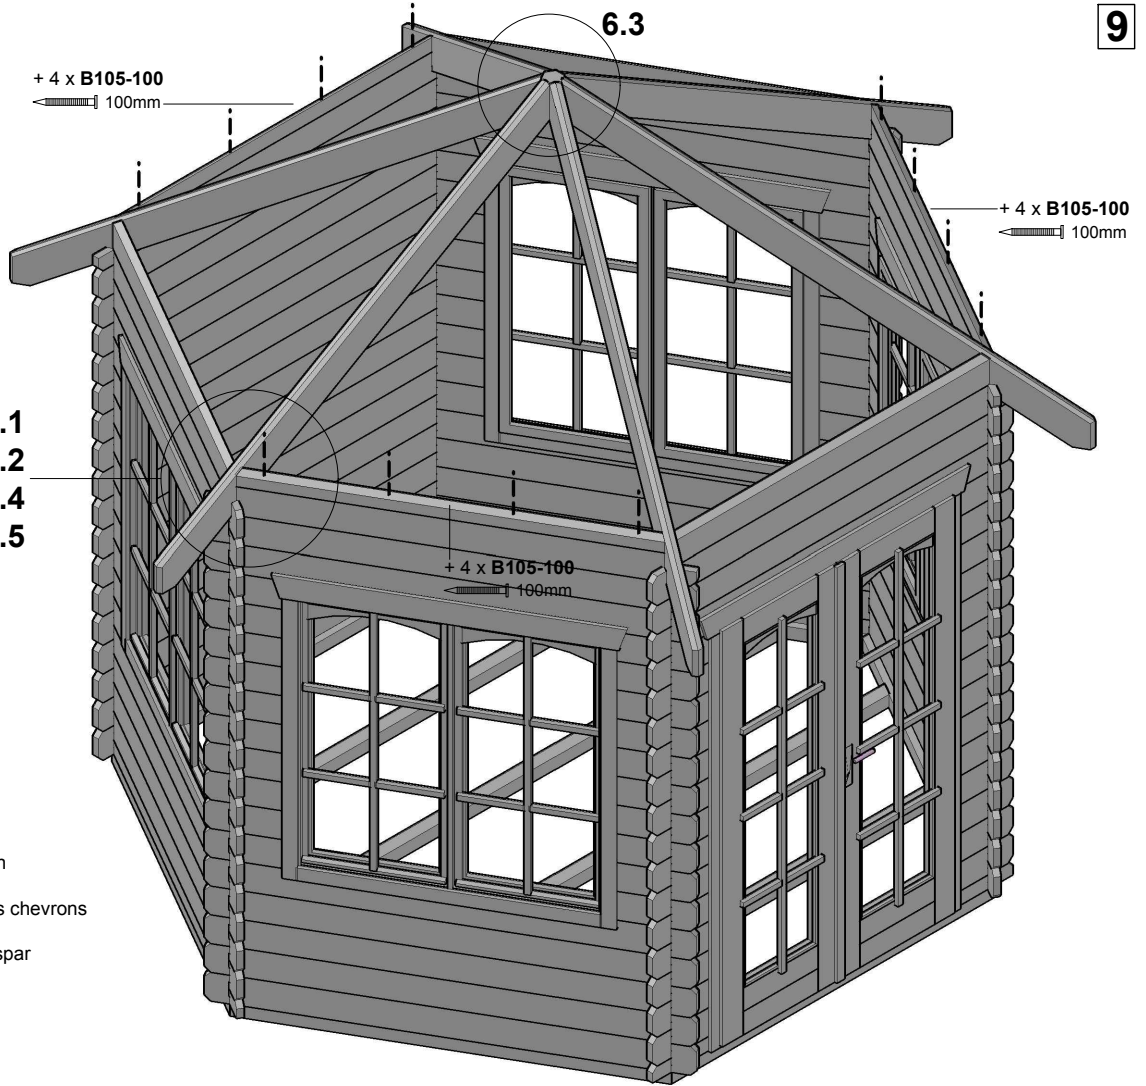 6.3
9
+ 4 x B105-100
100mm
+ 4 x B105-100
100mm
.1
.2
.4
.5
+ 4 x B105-100
100mm
s chevrons
spar